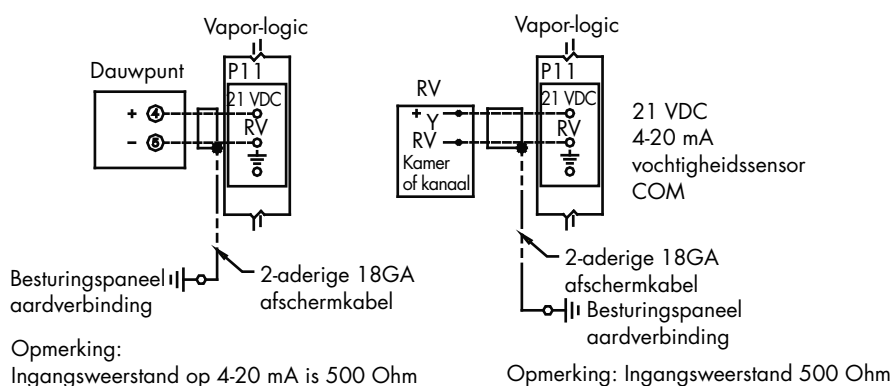 Vapor-logic
Dauwpunt
P11
21 VDC
+ 4
RV
- 5
Besturingspaneel
aardverbinding
2-aderige 18GA
afschermkabel
Opmerking:
Ingangsweerstand op 4-20 mA is 500 Ohm
Vapor-logic
RV
P11
+
Y
RV
Kamer
of kanaal
21 VDC
RV
21 VDC
4-20 mA
vochtigheidssensor
COM
2-aderige 18GA
afschermkabel
Besturingspaneel
aardverbinding
Opmerking: Ingangsweerstand 500 Ohm